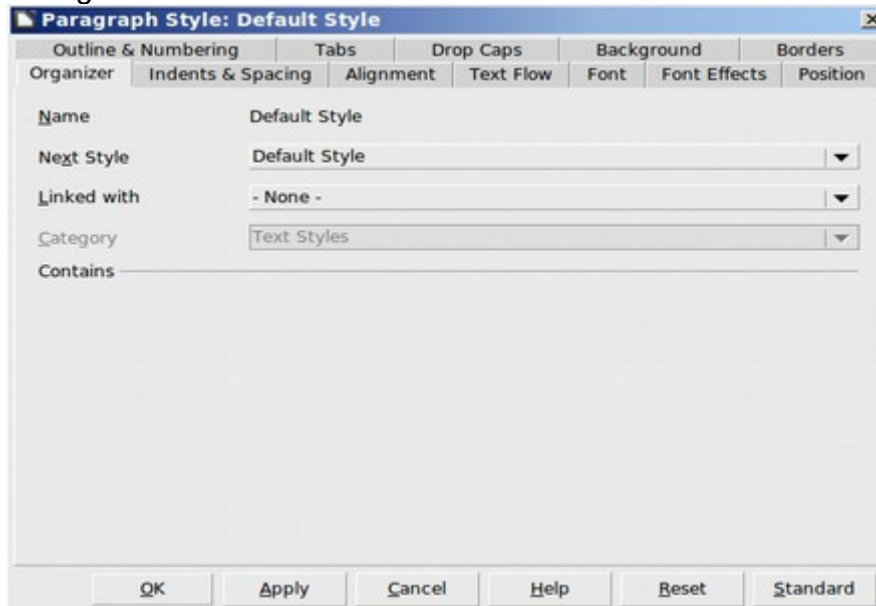 Paragraph Style: Default Style
Outline & Numbering Tabs Drop Caps Background Borders
Organizer Indents & Spacing Alignment Text Flow Font Font Effects Position
Name Default Style
Next Style Default Style
Linked with - None -
Category Text Styles
Contains
OK Apply Cancel Help Reset Standard